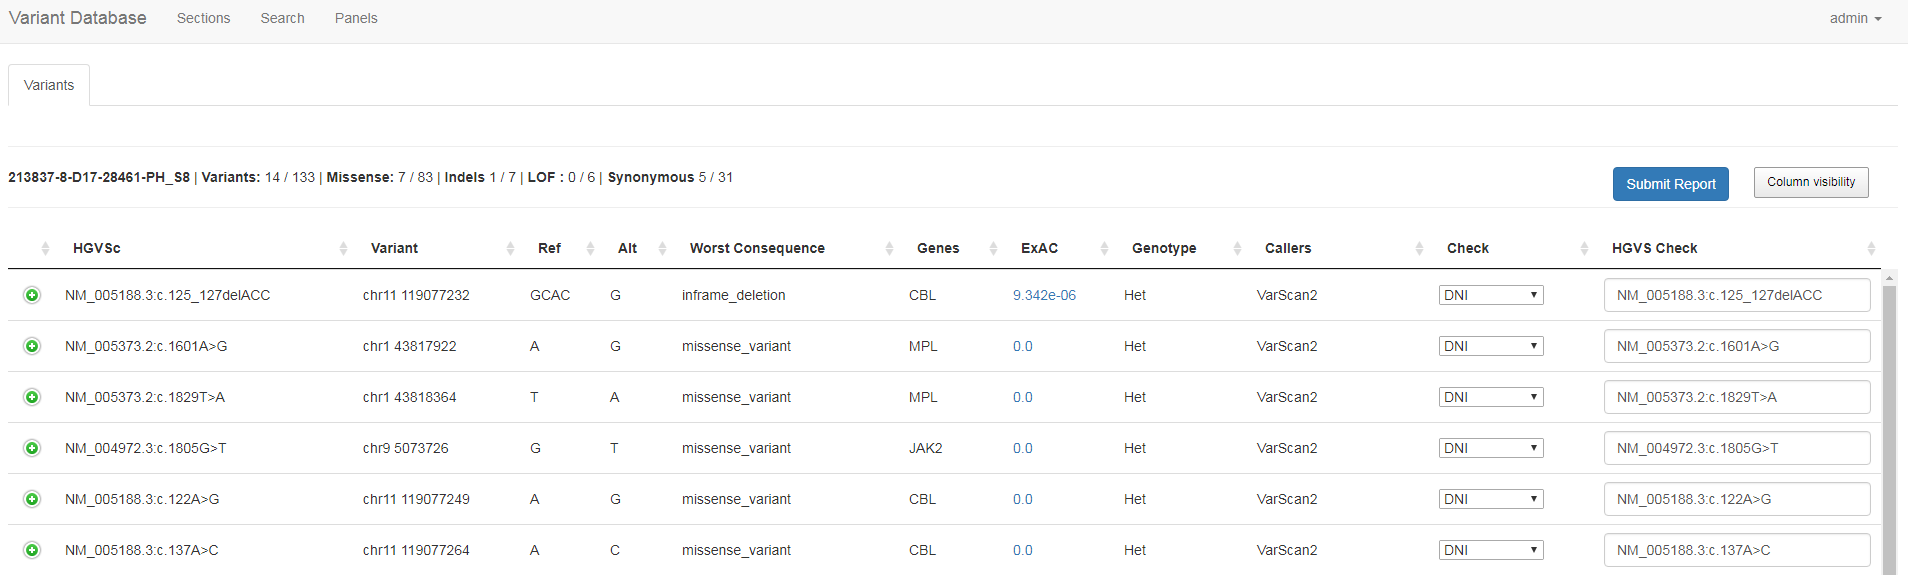 Variant Database Sections Search Panels admin
Variants
213837-8-D17-28461-PH_S8 | Variants: 14 / 133 | Missense: 7 / 83 | Indels 1 / 7 | LOF : 0 / 6 | Synonymous 5 / 31 Submit Report Column visibility
HGVSc Variant Ref Alt Worst Consequence Genes ExAC Genotype Callers Check HGVS Check
NM_005188.3:c.125_127delACC chr11 119077232 GCAC G inframe_deletion CBL 9.342e-06 Het VarScan2 DNI NM_005188.3:c.125_127delACC
NM_005373.2:c.1601A>G chr1 43817922 A G missense_variant MPL 0.0 Het VarScan2 DNI NM_005373.2:c.1601A>G
NM_005373.2:c.1829T>A chr1 43818364 T A missense_variant MPL 0.0 Het VarScan2 DNI NM_005373.2:c.1829T>A
NM_004972.3:c.1805G>T chr9 5073726 G T missense_variant JAK2 0.0 Het VarScan2 DNI NM_004972.3:c.1805G>T
NM_005188.3:c.122A>G chr11 119077249 A G missense_variant CBL 0.0 Het VarScan2 DNI NM_005188.3:c.122A>G
NM_005188.3:c.137A>C chr11 119077264 A C missense_variant CBL 0.0 Het VarScan2 DNI NM_005188.3:c.137A>C